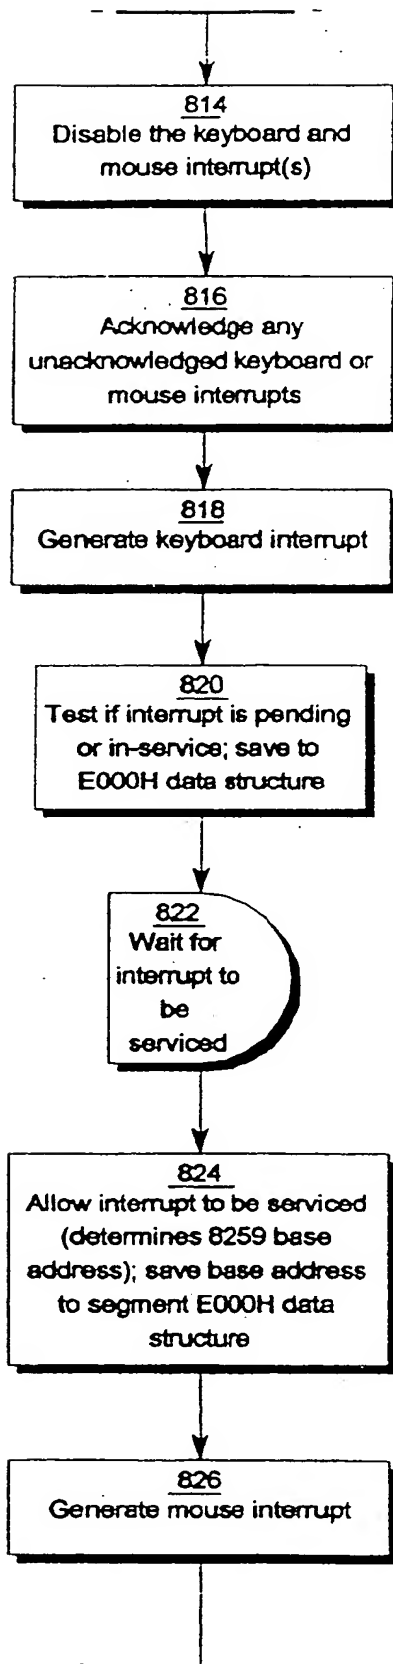 814
Disable the keyboard and
mouse interrupt(s)
816
Acknowledge any
unacknowledged keyboard or
mouse interrupts
818
Generate keyboard interrupt
820
Test if interrupt is pending
or in-service; save to
E000H data structure
822
Wait for
interrupt to
be
serviced
824
Allow interrupt to be serviced
(determines 8259 base
address); save base address
to segment E000H data
structure
826
Generate mouse interrupt